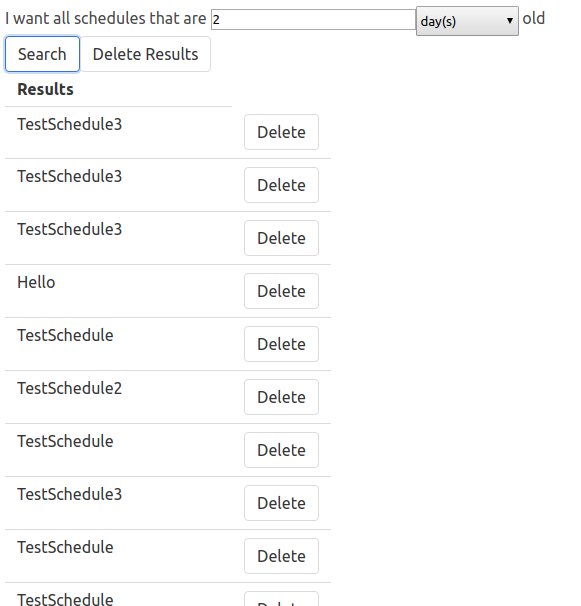 I want all schedules that are 2 day(s) old
Search Delete Results
Results
TestSchedule3 Delete
TestSchedule3 Delete
TestSchedule3 Delete
Hello Delete
TestSchedule Delete
TestSchedule2 Delete
TestSchedule Delete
TestSchedule3 Delete
TestSchedule Delete
TestSchedule Delete